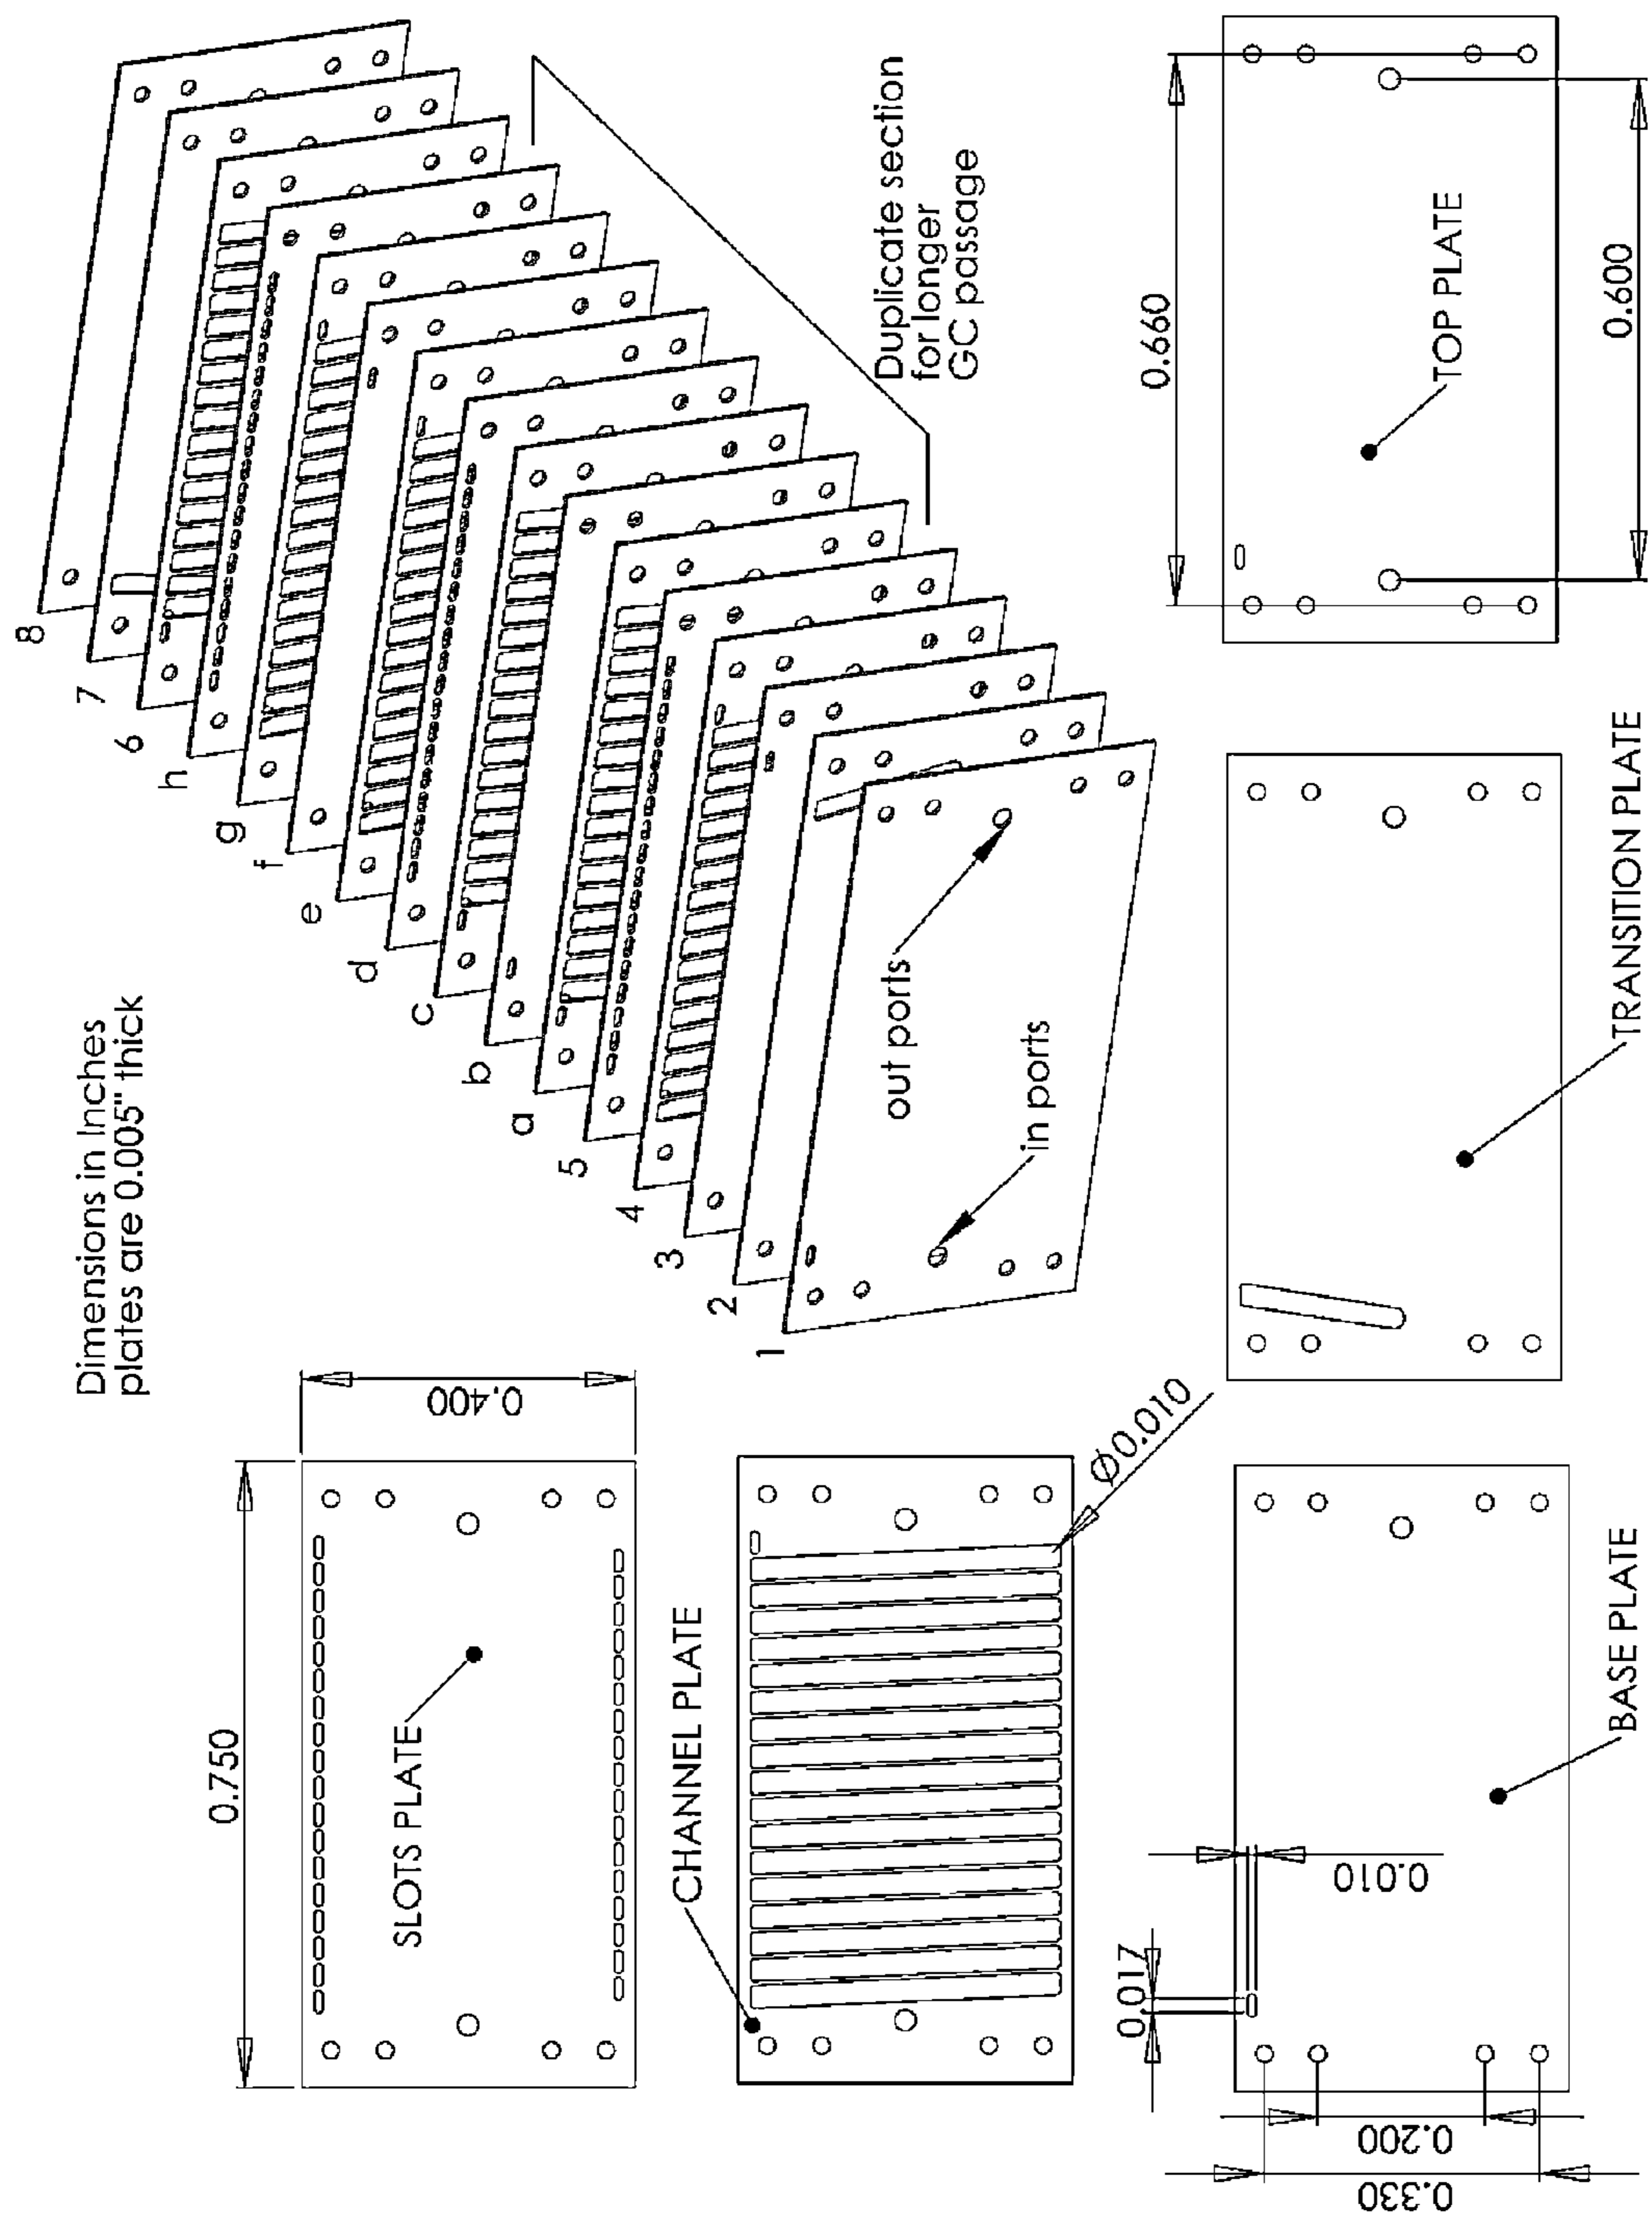 Dimensions in Inches
plates are 0.005" thick
0.750
0.400
SLOTS PLATE
CHANNEL PLATE
Ø0.010
0.017
0.010
0.200
0.330
BASE PLATE
TRANSITION PLATE
0.660
TOP PLATE
0.600
1
2
3
4
5
a
b
c
d
e
f
g
h
6
7
8
out ports
in ports
Duplicate section
for longer
GC passage